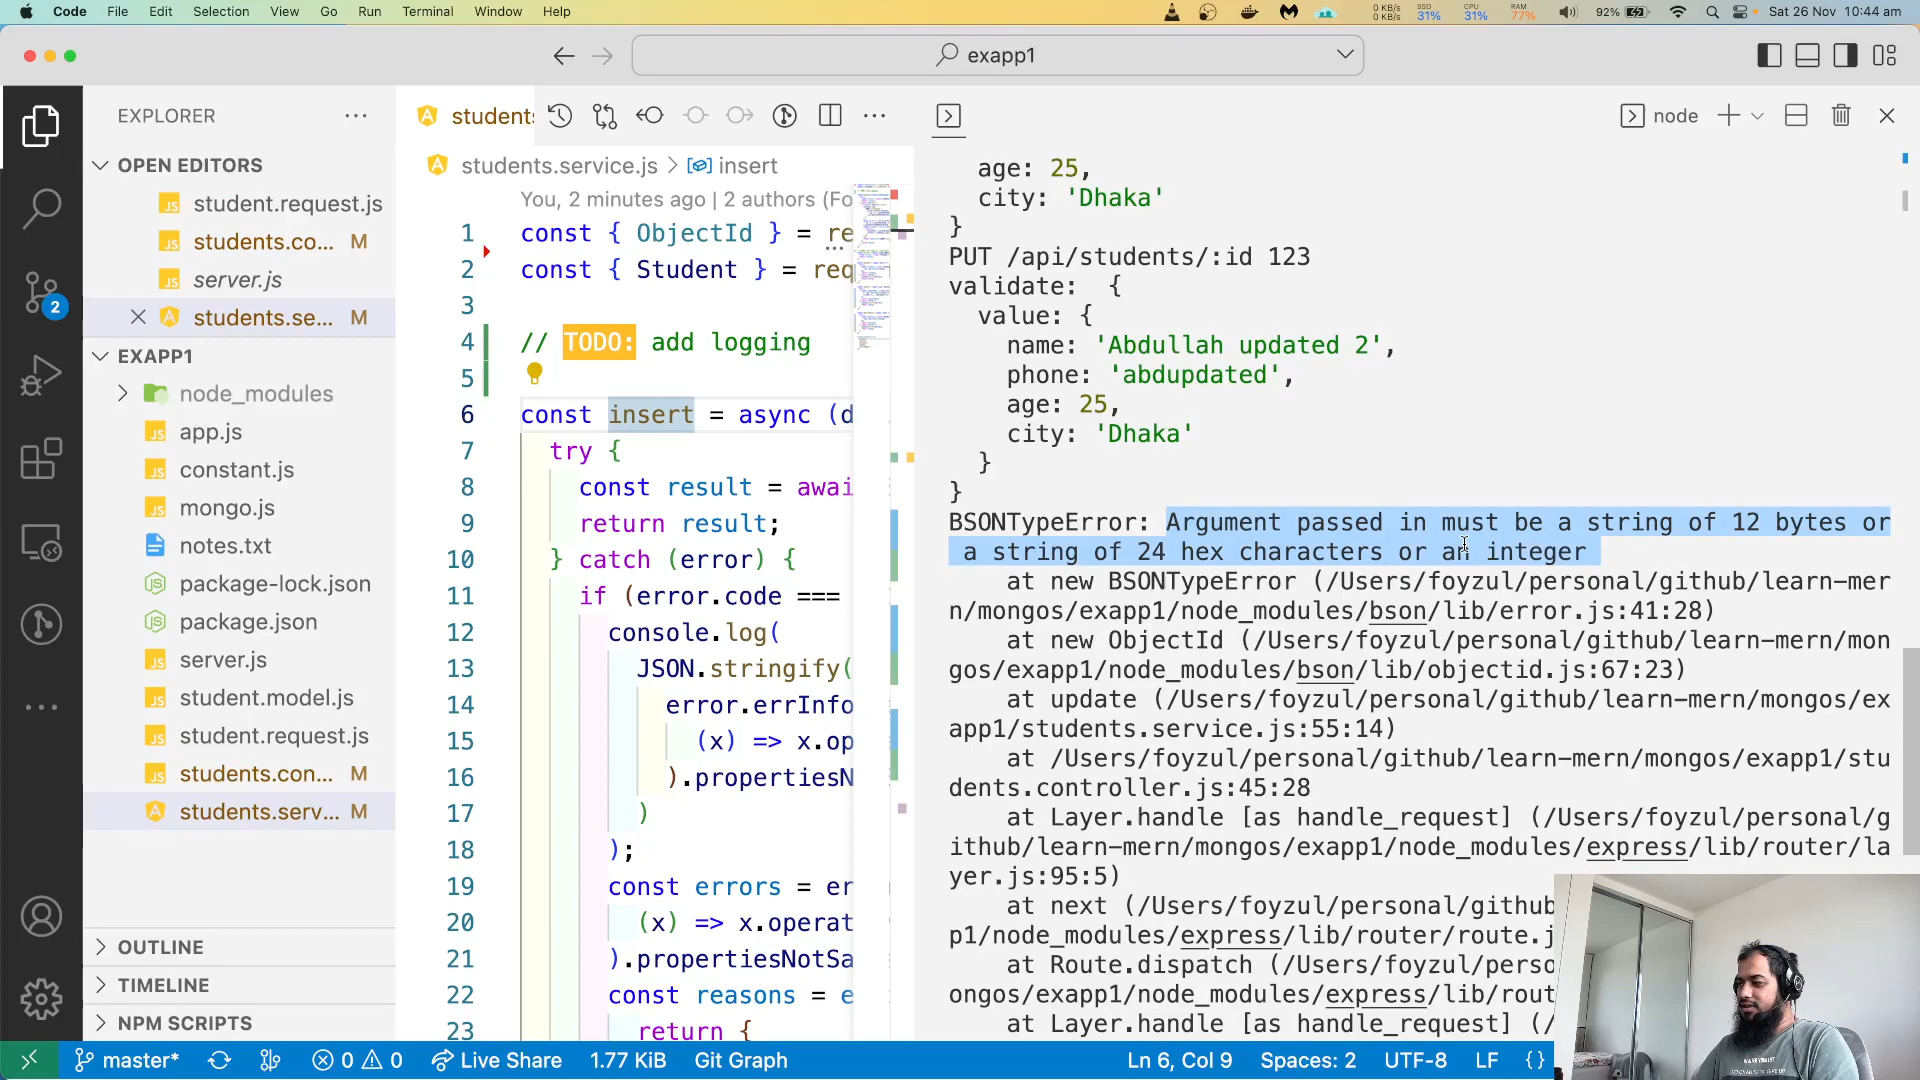 Code File Edit Selection View Go Run Terminal Window Help
0 KB/s 0 KB/s SSD 31% CPU 31% RAM 77% 92% Sat 26 Nov 10:44 am
exapp1
EXPLORER
OPEN EDITORS
student.request.js
students.co... M
server.js
students.se... M
2
EXAPP1
node_modules
app.js
constant.js
mongo.js
notes.txt
package-lock.json
package.json
server.js
student.model.js
student.request.js
students.con... M
students.serv... M
OUTLINE
TIMELINE
NPM SCRIPTS
students
students.service.js > insert
You, 2 minutes ago | 2 authors (Fo
1 const { ObjectId } = re
2 const { Student } = req
3
4 // TODO: add logging
5
6 const insert = async (d
7 try {
8 const result = awai
9 return result;
10 } catch (error) {
11 if (error.code ===
12 console.log(
13 JSON.stringify(
14 error.errInfo
15 (x) => x.op
16 ).propertiesN
17 )
18 );
19 const errors = er
20 (x) => x.operat
21 ).propertiesNotSa
22 const reasons = e
23 return {
node
age: 25,
city: 'Dhaka'
}
PUT /api/students/:id 123
validate: {
value: {
name: 'Abdullah updated 2',
phone: 'abdupdated',
age: 25,
city: 'Dhaka'
}
}
BSONTypeError: Argument passed in must be a string of 12 bytes or
a string of 24 hex characters or an integer
at new BSONTypeError (/Users/foyzul/personal/github/learn-mer
n/mongos/exapp1/node_modules/bson/lib/error.js:41:28)
at new ObjectId (/Users/foyzul/personal/github/learn-mern/mon
gos/exapp1/node_modules/bson/lib/objectid.js:67:23)
at update (/Users/foyzul/personal/github/learn-mern/mongos/ex
app1/students.service.js:55:14)
at /Users/foyzul/personal/github/learn-mern/mongos/exapp1/stu
dents.controller.js:45:28
at Layer.handle [as handle_request] (/Users/foyzul/personal/g
ithub/learn-mern/mongos/exapp1/node_modules/express/lib/router/la
yer.js:95:5)
at next (/Users/foyzul/personal/github
p1/node_modules/express/lib/router/route.j
at Route.dispatch (/Users/foyzul/perso
ongos/exapp1/node_modules/express/lib/rout
at Layer.handle [as handle_request] (/
master* 0 0 Live Share 1.77 KiB Git Graph Ln 6, Col 9 Spaces: 2 UTF-8 LF {}